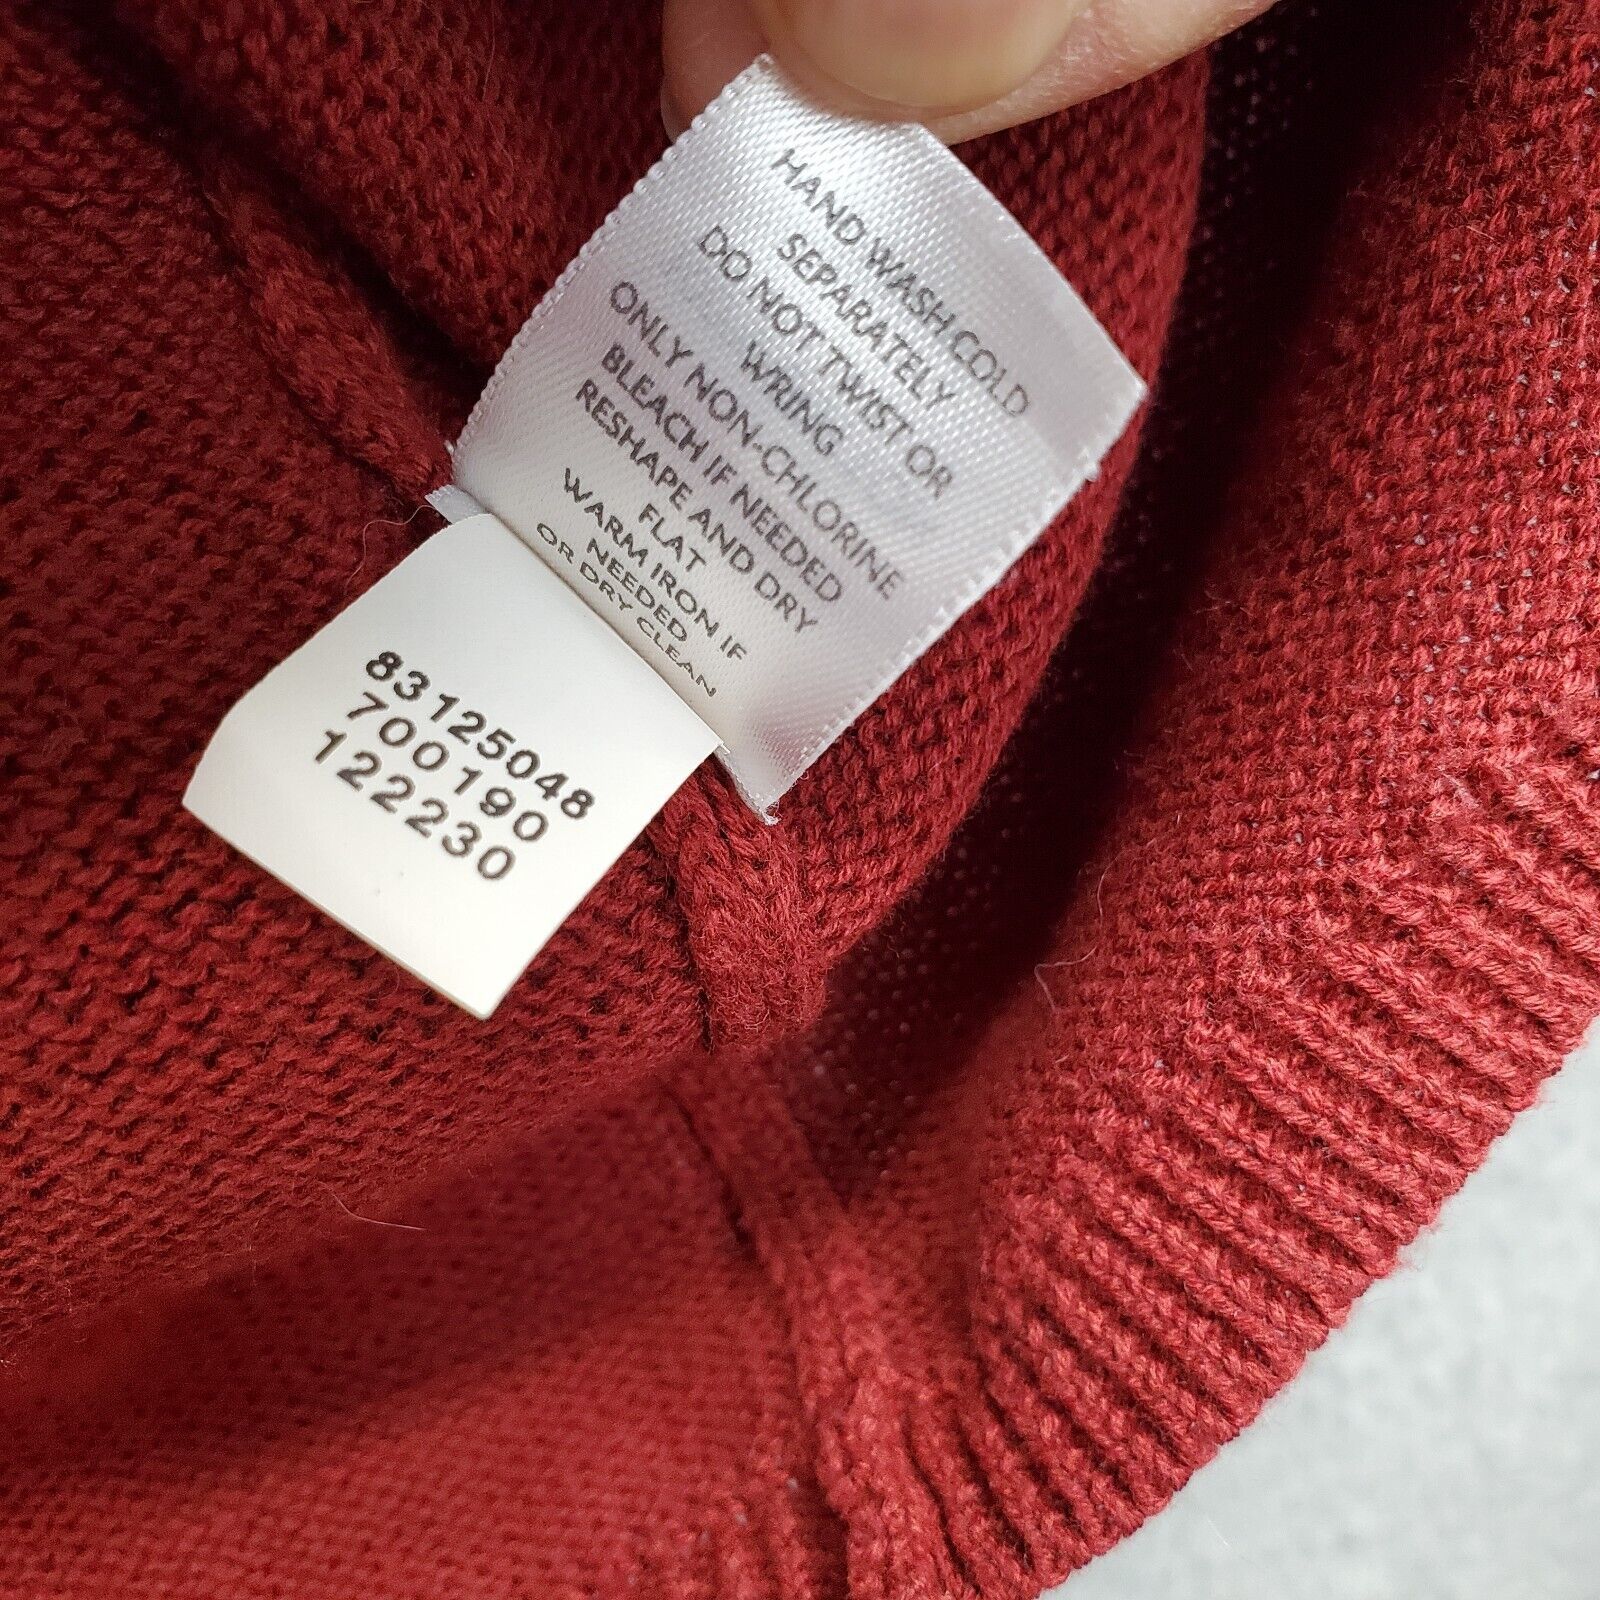 HAND WASH COLD
SEPARATELY
DO NOT TWIST OR
WRING
ONLY NON-CHLORINE
BLEACH IF NEEDED
RESHAPE AND DRY
FLAT
WARM IRON IF
NEEDED
OR DRY CLEAN
83125048
700190
122230